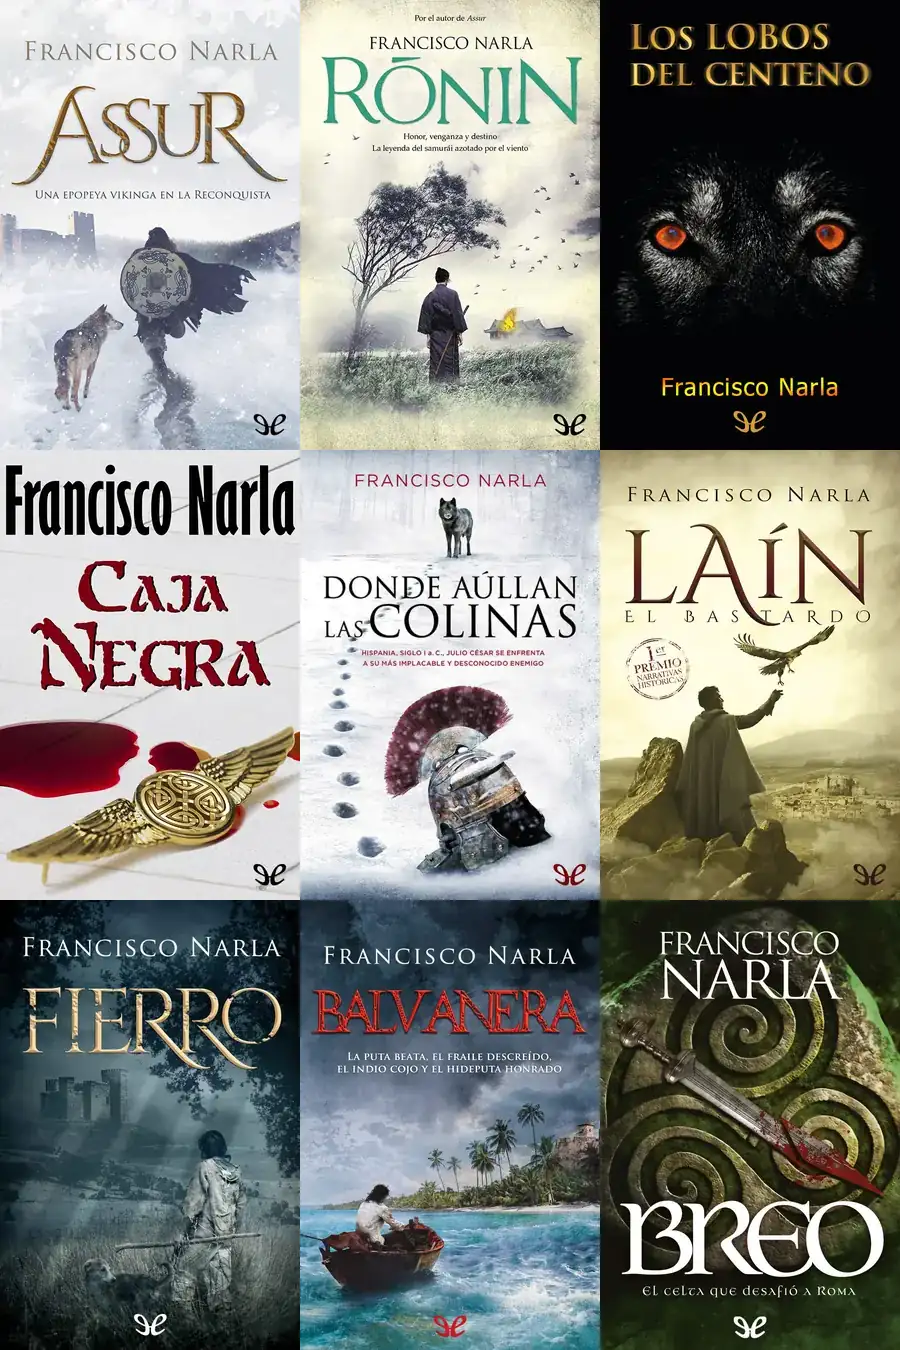 FRANCISCO NARLA
ASSUR
UNA EPOPEYA VIKINGA EN LA RECONQUISTA
Por el autor de Assur
FRANCISCO NARLA
RŌNIN
Honor, venganza y destino
La leyenda del samurái azotado por el viento
LOS LOBOS
DEL CENTENO
Francisco Narla
Francisco Narla
CAJA
NEGRA
FRANCISCO NARLA
DONDE AÚLLAN
LAS COLINAS
HISPANIA, SIGLO I a. C., JULIO CÉSAR SE ENFRENTA
A SU MÁS IMPLACABLE Y DESCONOCIDO ENEMIGO
FRANCISCO NARLA
LAÍN
EL BASTARDO
1er
PREMIO
NARRATIVAS
HISTÓRICAS
FRANCISCO NARLA
FIERRO
FRANCISCO NARLA
BALVANERA
LA PUTA BEATA, EL FRAILE DESCREÍDO,
EL INDIO COJO Y EL HIDEPUTA HONRADO
FRANCISCO
NARLA
BREO
EL CELTA QUE DESAFIÓ A ROMA